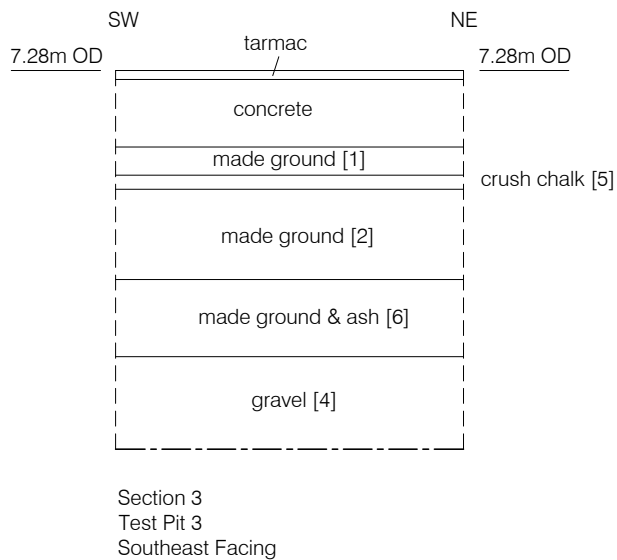 SW
NE
7.28m OD
tarmac
7.28m OD
concrete
made ground [1]
crush chalk [5]
made ground [2]
made ground & ash [6]
gravel [4]
Section 3
Test Pit 3
Southeast Facing